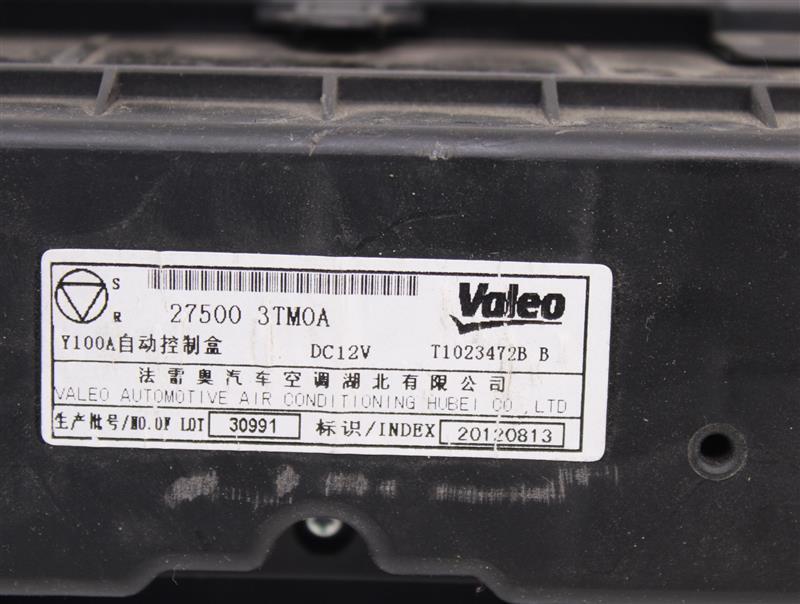 S
R
27500 3TM0A
Valeo
Y100A自动控制盒 DC12V T1023472B B
法雷奥汽车空调湖北有限公司
VALEO AUTOMOTIVE AIR CONDITIONING HUBEI CO.,LTD
生产批号/NO.OF LOT 30991 标识/INDEX 20120813